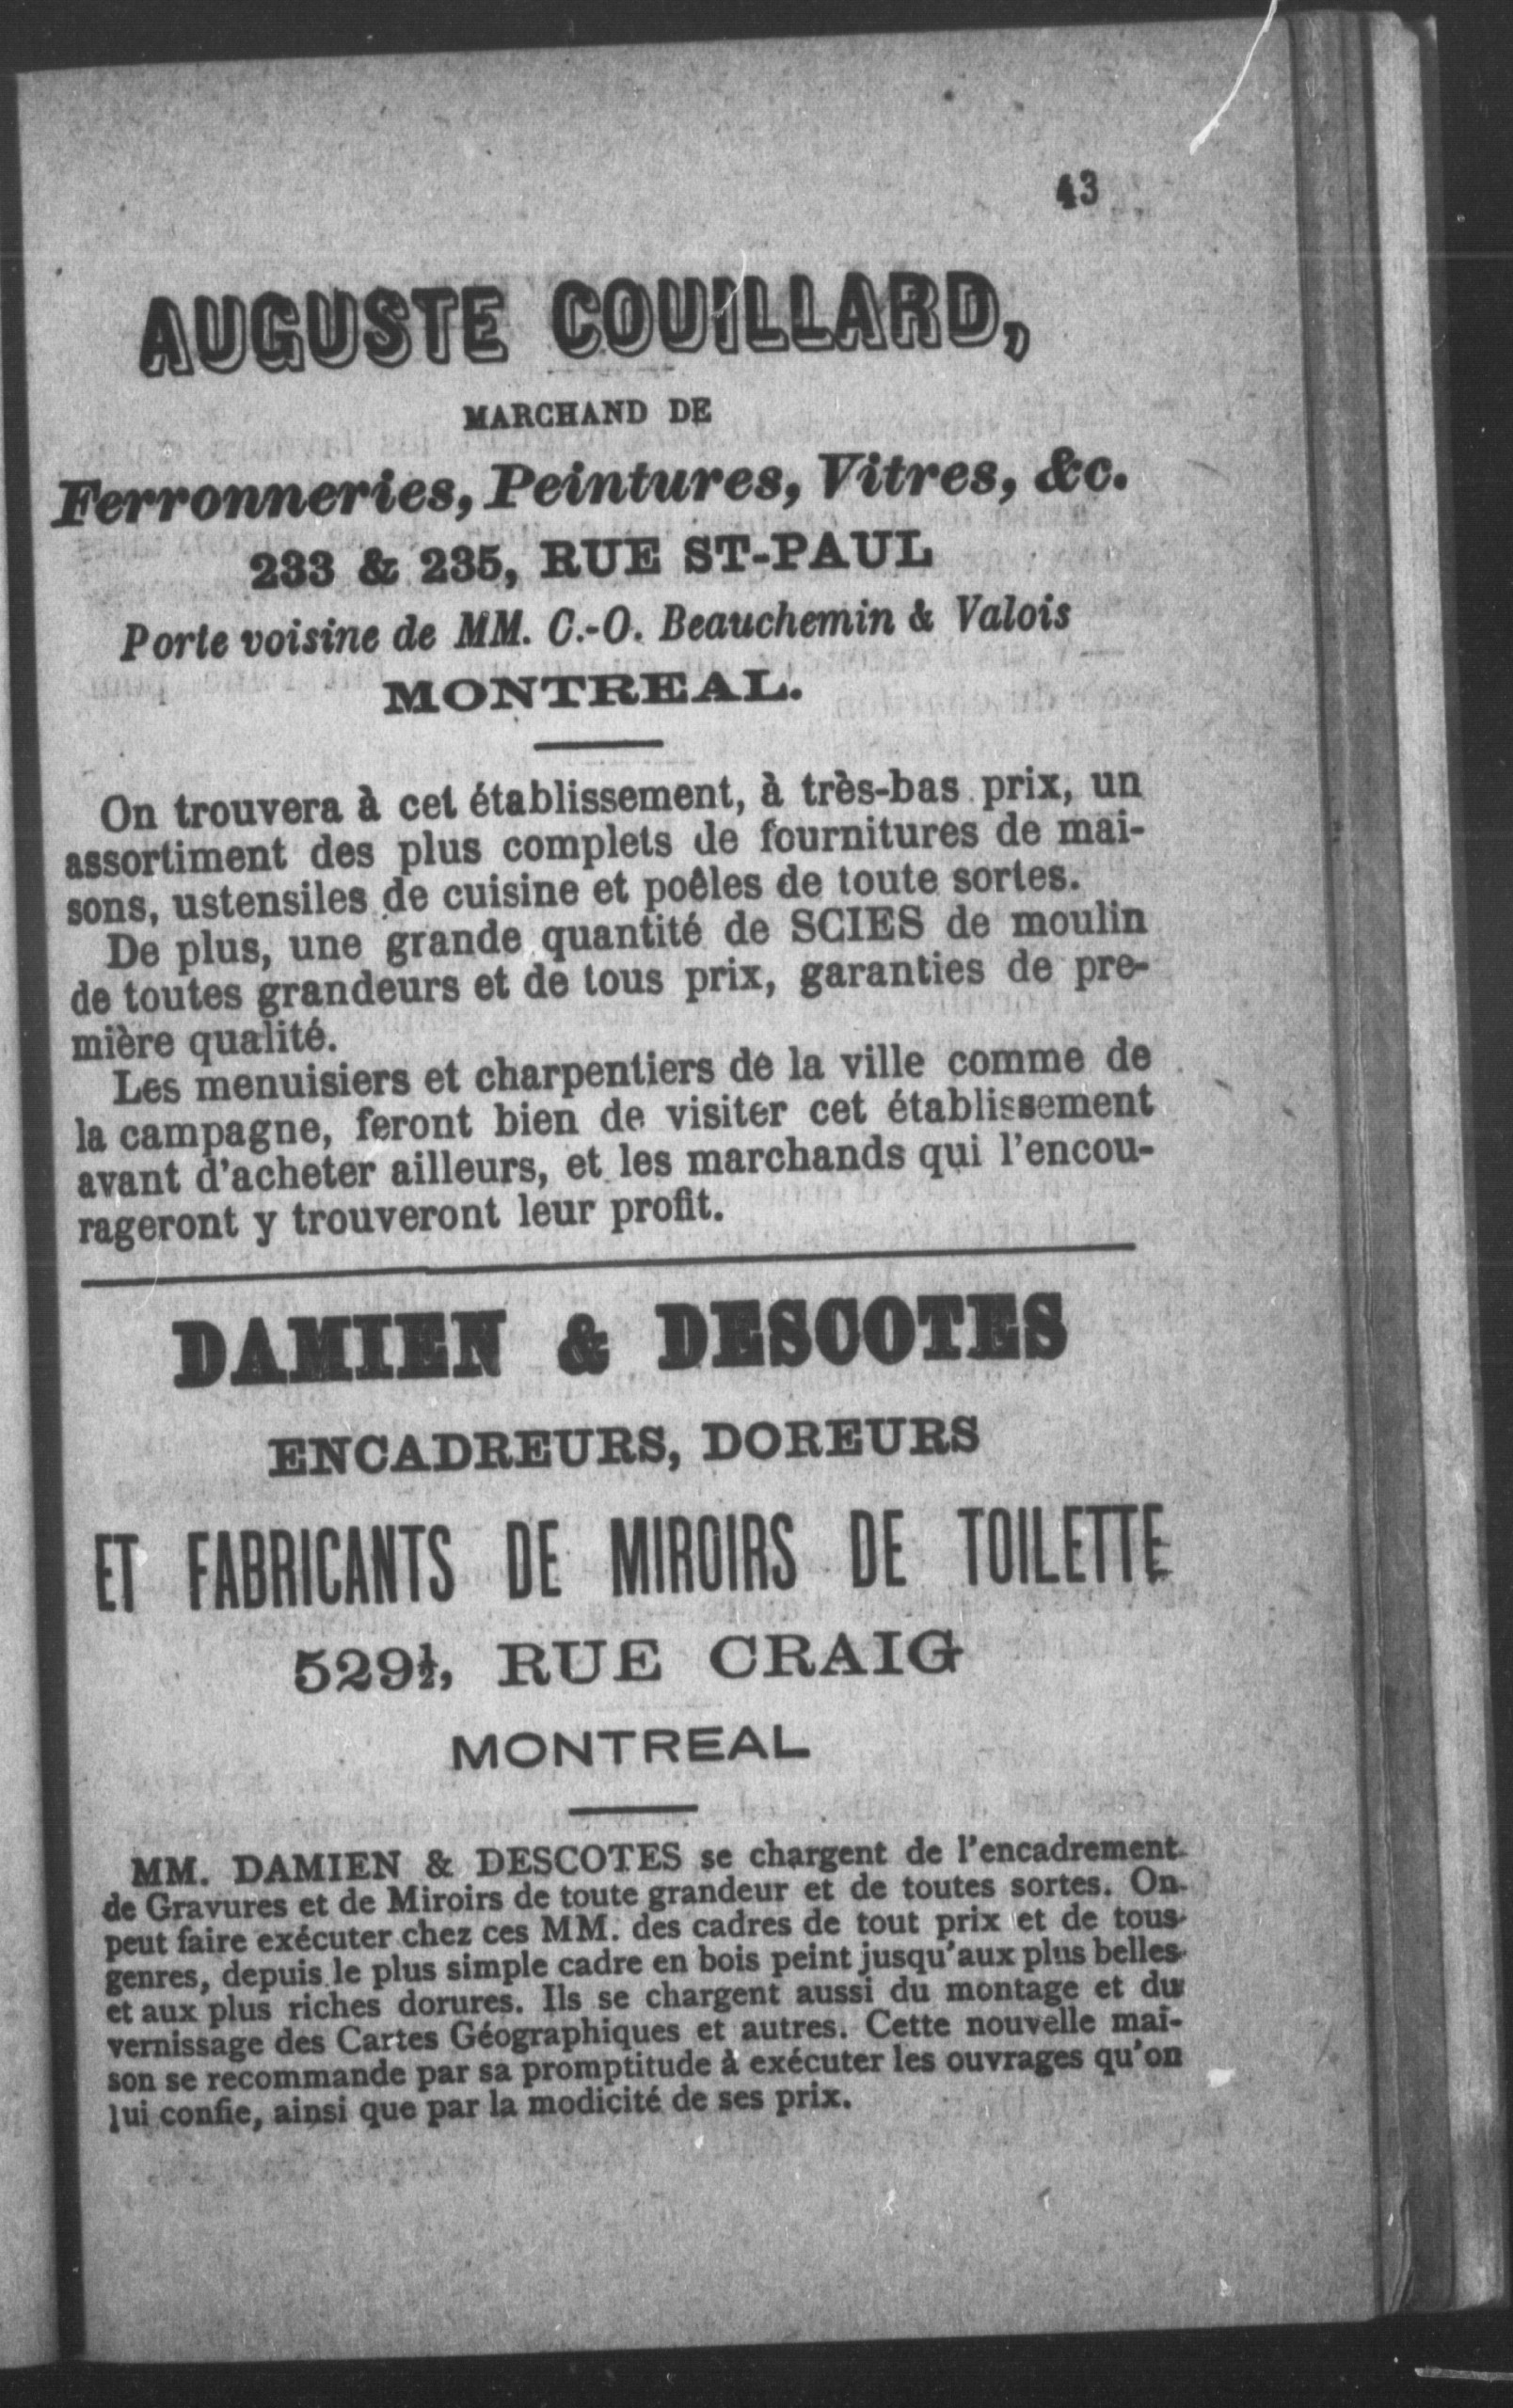 43
AUGUSTE COUILLARD,
MARCHAND DE
Ferronneries, Peintures, Vitres, &c.
233 & 235, RUE ST-PAUL
Porte voisine de MM. C.-O. Beauchemin & Valois
MONTREAL.
On trouvera à cet établissement, à très-bas prix, un
assortiment des plus complets de fournitures de mai-
sons, ustensiles de cuisine et poêles de toute sortes.
De plus, une grande quantité de SCIES de moulin
de toutes grandeurs et de tous prix, garanties de pre-
mière qualité.
Les menuisiers et charpentiers de la ville comme de
la campagne, feront bien de visiter cet établissement
avant d'acheter ailleurs, et les marchands qui l'encou-
rageront y trouveront leur profit.
DAMIEN & DESCOTES
ENCADREURS, DOREURS
ET FABRICANTS DE MIROIRS DE TOILETTE
529½, RUE CRAIG
MONTREAL
MM. DAMIEN & DESCOTES se chargent de l'encadrement
de Gravures et de Miroirs de toute grandeur et de toutes sortes. On
peut faire exécuter chez ces MM. des cadres de tout prix et de tous
genres, depuis le plus simple cadre en bois peint jusqu'aux plus belles
et aux plus riches dorures. Ils se chargent aussi du montage et du
vernissage des Cartes Géographiques et autres. Cette nouvelle mai-
son se recommande par sa promptitude à exécuter les ouvrages qu'on
lui confie, ainsi que par la modicité de ses prix.